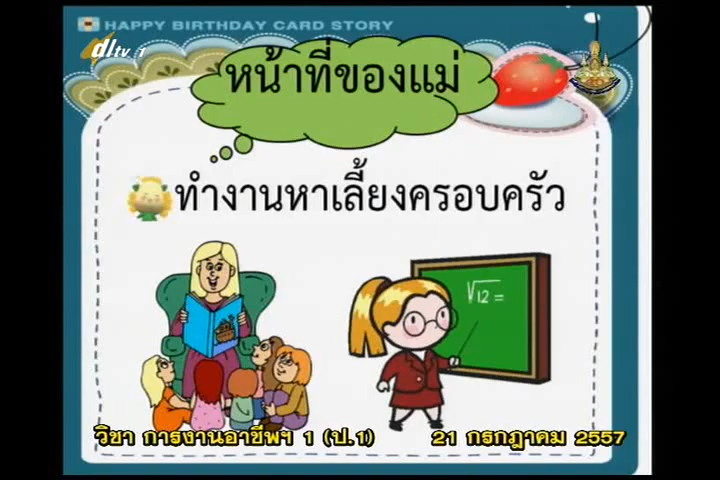 HAPPY BIRTHDAY CARD STORY
dltv 1
หน้าที่ของแม่
ทำงานหาเลี้ยงครอบครัว
√12 =
วิชา การงานอาชีพฯ 1 (ป.1)
21 กรกฎาคม 2557